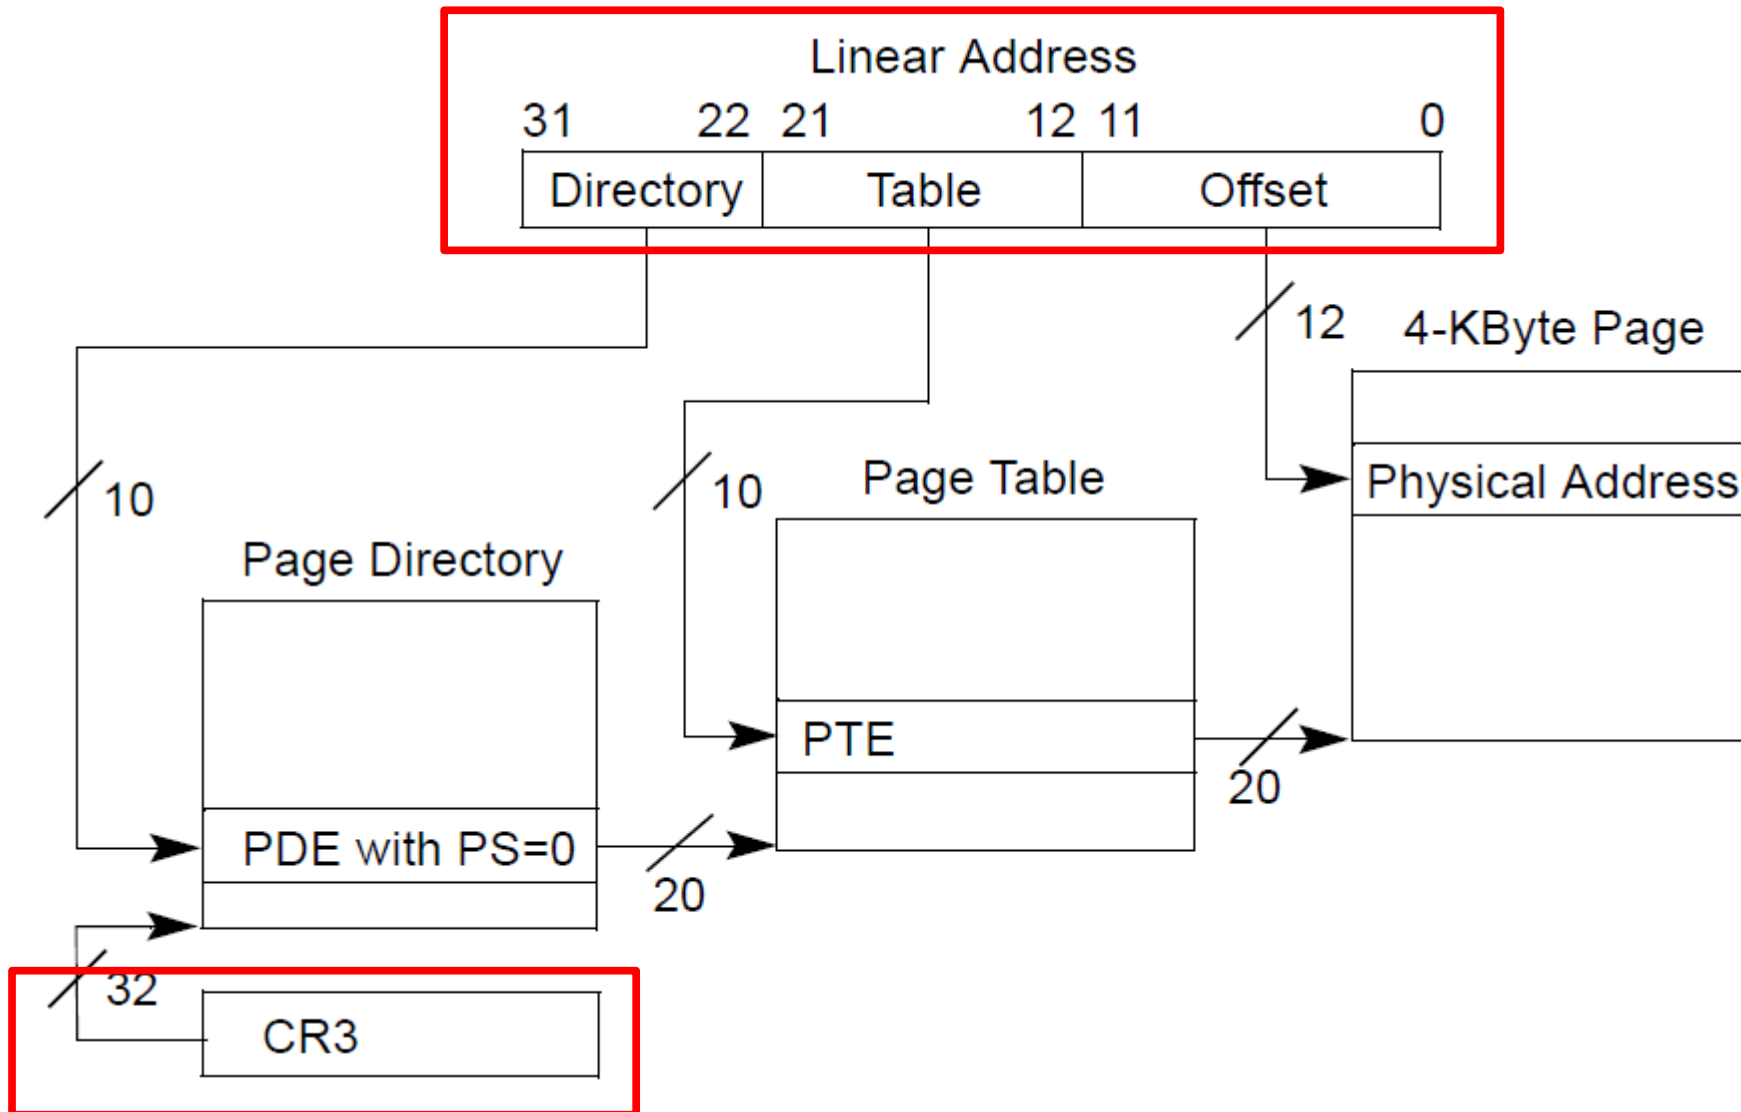 Linear Address
31 22 21 12 11 0
Directory Table Offset
12
4-KByte Page
10
10
Page Table
Physical Address
Page Directory
PTE
20
PDE with PS=0
20
32
CR3